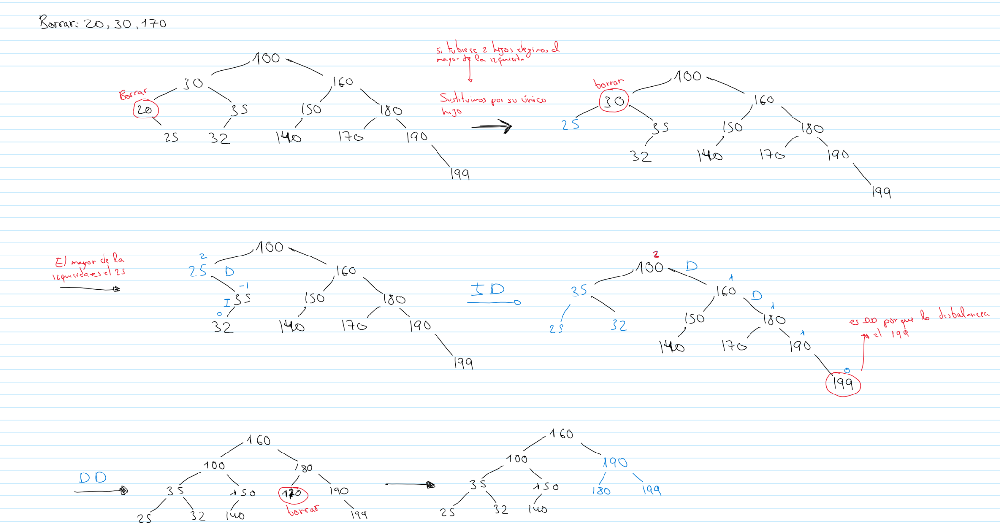 Borrar: 20, 30, 170
si tubiese 2 hijos elegimos el
mayor de la izquierda
100
30 160
Borrar
20 35 150 180
25 32 140 170 190
199
Sustituimos por su único
hijo
100
borrar
30 160
25 35 150 180
32 140 170 190
199
El mayor de la
izquierda es el 25
100
2
25 D 160
-1
I 35 150 180
0
32 140 170 190
199
ID
2
100 D
1
35 160 D
1
25 32 150 180
1
140 170 190
0
199
es DD porque lo disbalancea
el 199
DD
160
100 180
35 150 170 190
borrar
25 32 140 199
160
100 190
35 150 180 199
25 32 140